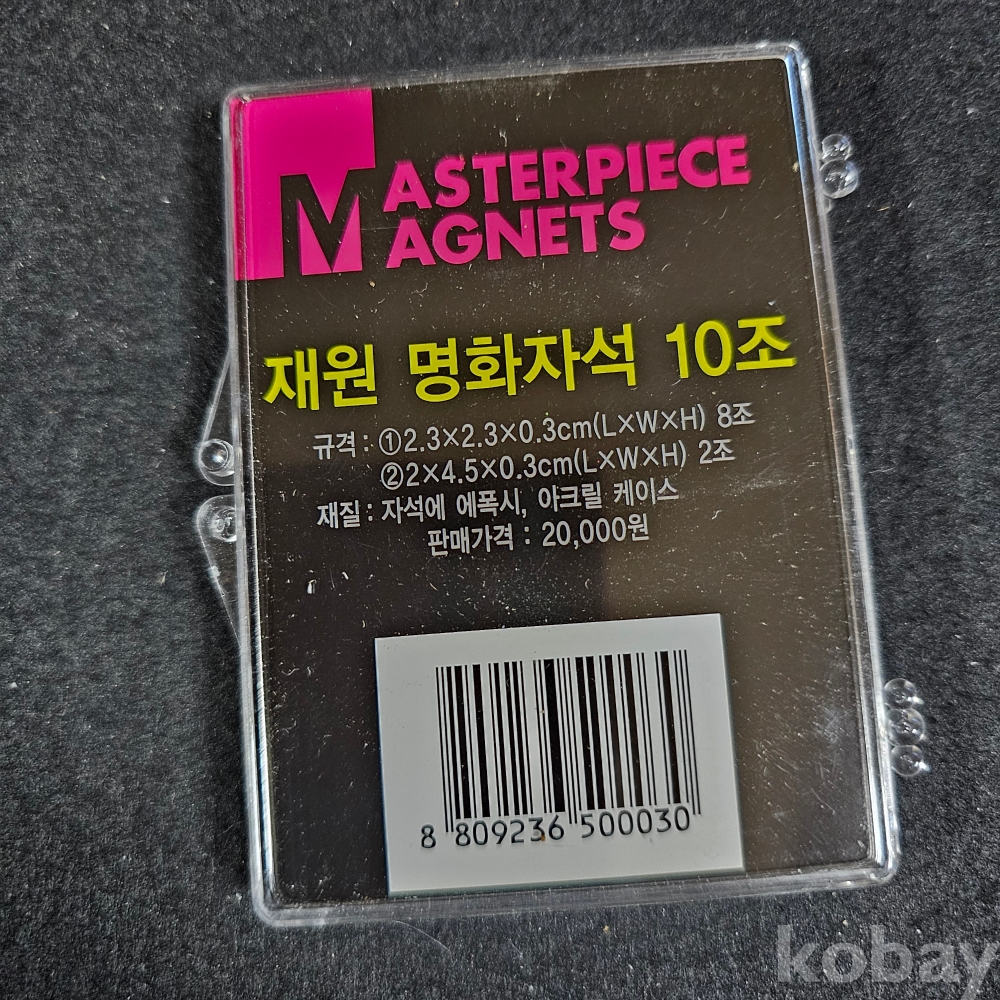 MASTERPIECE
MAGNETS
재원 명화자석 10조
규격 : ①2.3×2.3×0.3cm(L×W×H) 8조
②2×4.5×0.3cm(L×W×H) 2조
재질 : 자석에 에폭시, 아크릴 케이스
판매가격 : 20,000원
8 809236 500030
kobay